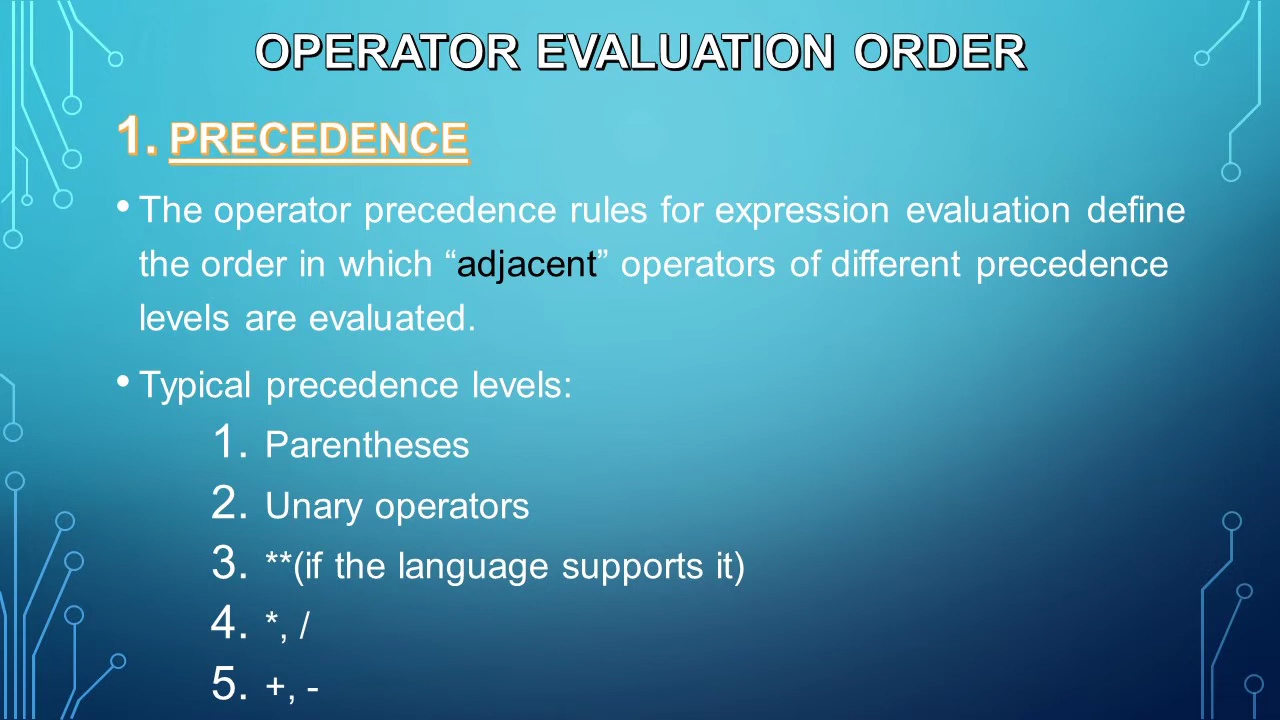 OPERATOR EVALUATION ORDER
1. PRECEDENCE
• The operator precedence rules for expression evaluation define
the order in which “adjacent” operators of different precedence
levels are evaluated.
• Typical precedence levels:
1. Parentheses
2. Unary operators
3. **(if the language supports it)
4. *, /
5. +, -